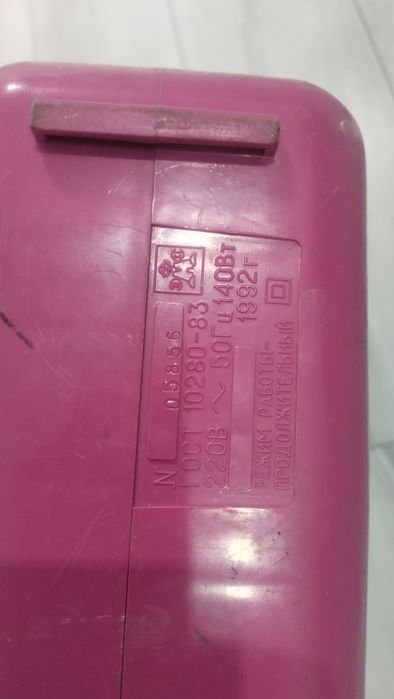 N 05856
ГОСТ 10280-83
220В ~ 50Гц 140Вт
1992г
РЕЖИМ РАБОТЫ-
ПРОДОЛЖИТЕЛЬНЫЙ